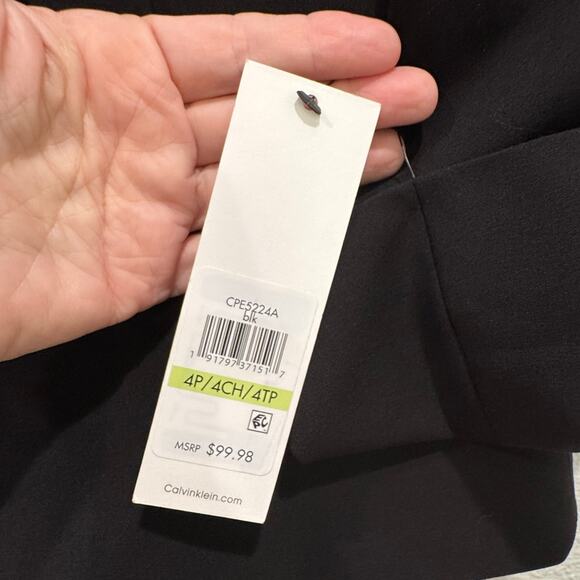 CPE5224A
blk
1 91797 37151 7
4P/4CH/4TP
MSRP $99.98
Calvinklein.com